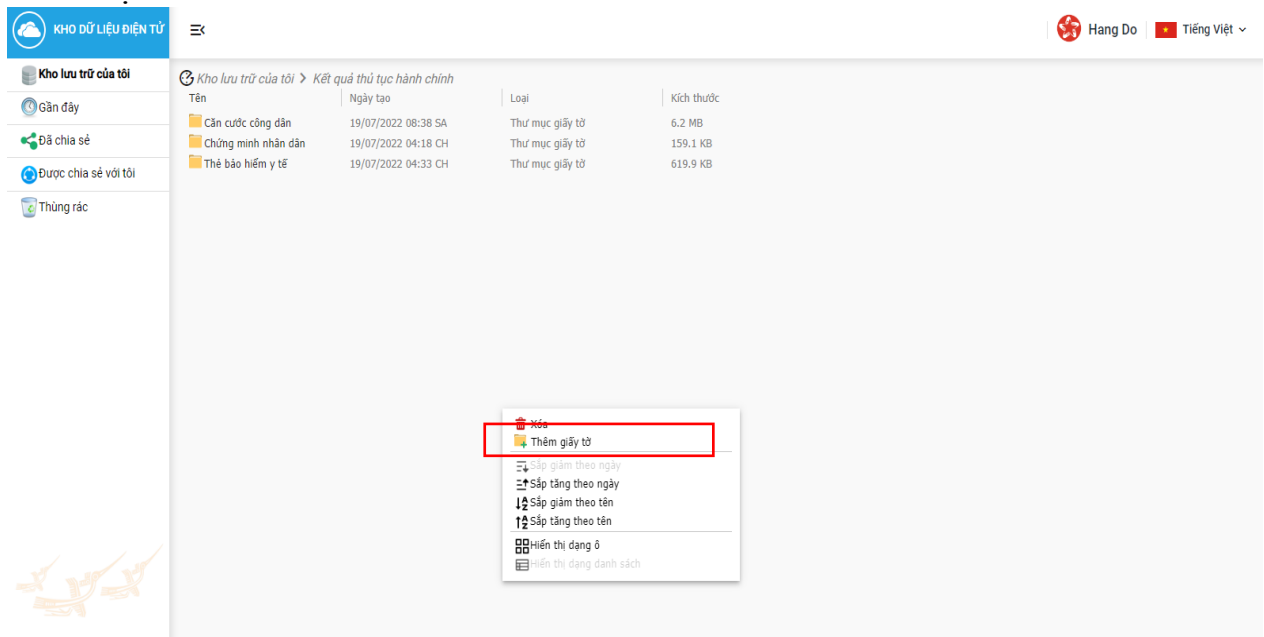 KHO DỮ LIỆU ĐIỆN TỬ
Hang Do
Tiếng Việt
Kho lưu trữ của tôi
Gần đây
Đã chia sẻ
Được chia sẻ với tôi
Thùng rác
Kho lưu trữ của tôi > Kết quả thủ tục hành chính
Tên Ngày tạo Loại Kích thước
Căn cước công dân 19/07/2022 08:38 SA Thư mục giấy tờ 6.2 MB
Chứng minh nhân dân 19/07/2022 04:18 CH Thư mục giấy tờ 159.1 KB
Thẻ bảo hiểm y tế 19/07/2022 04:33 CH Thư mục giấy tờ 619.9 KB
Xóa
Thêm giấy tờ
Sắp giảm theo ngày
Sắp tăng theo ngày
Sắp giảm theo tên
Sắp tăng theo tên
Hiển thị dạng ô
Hiển thị dạng danh sách